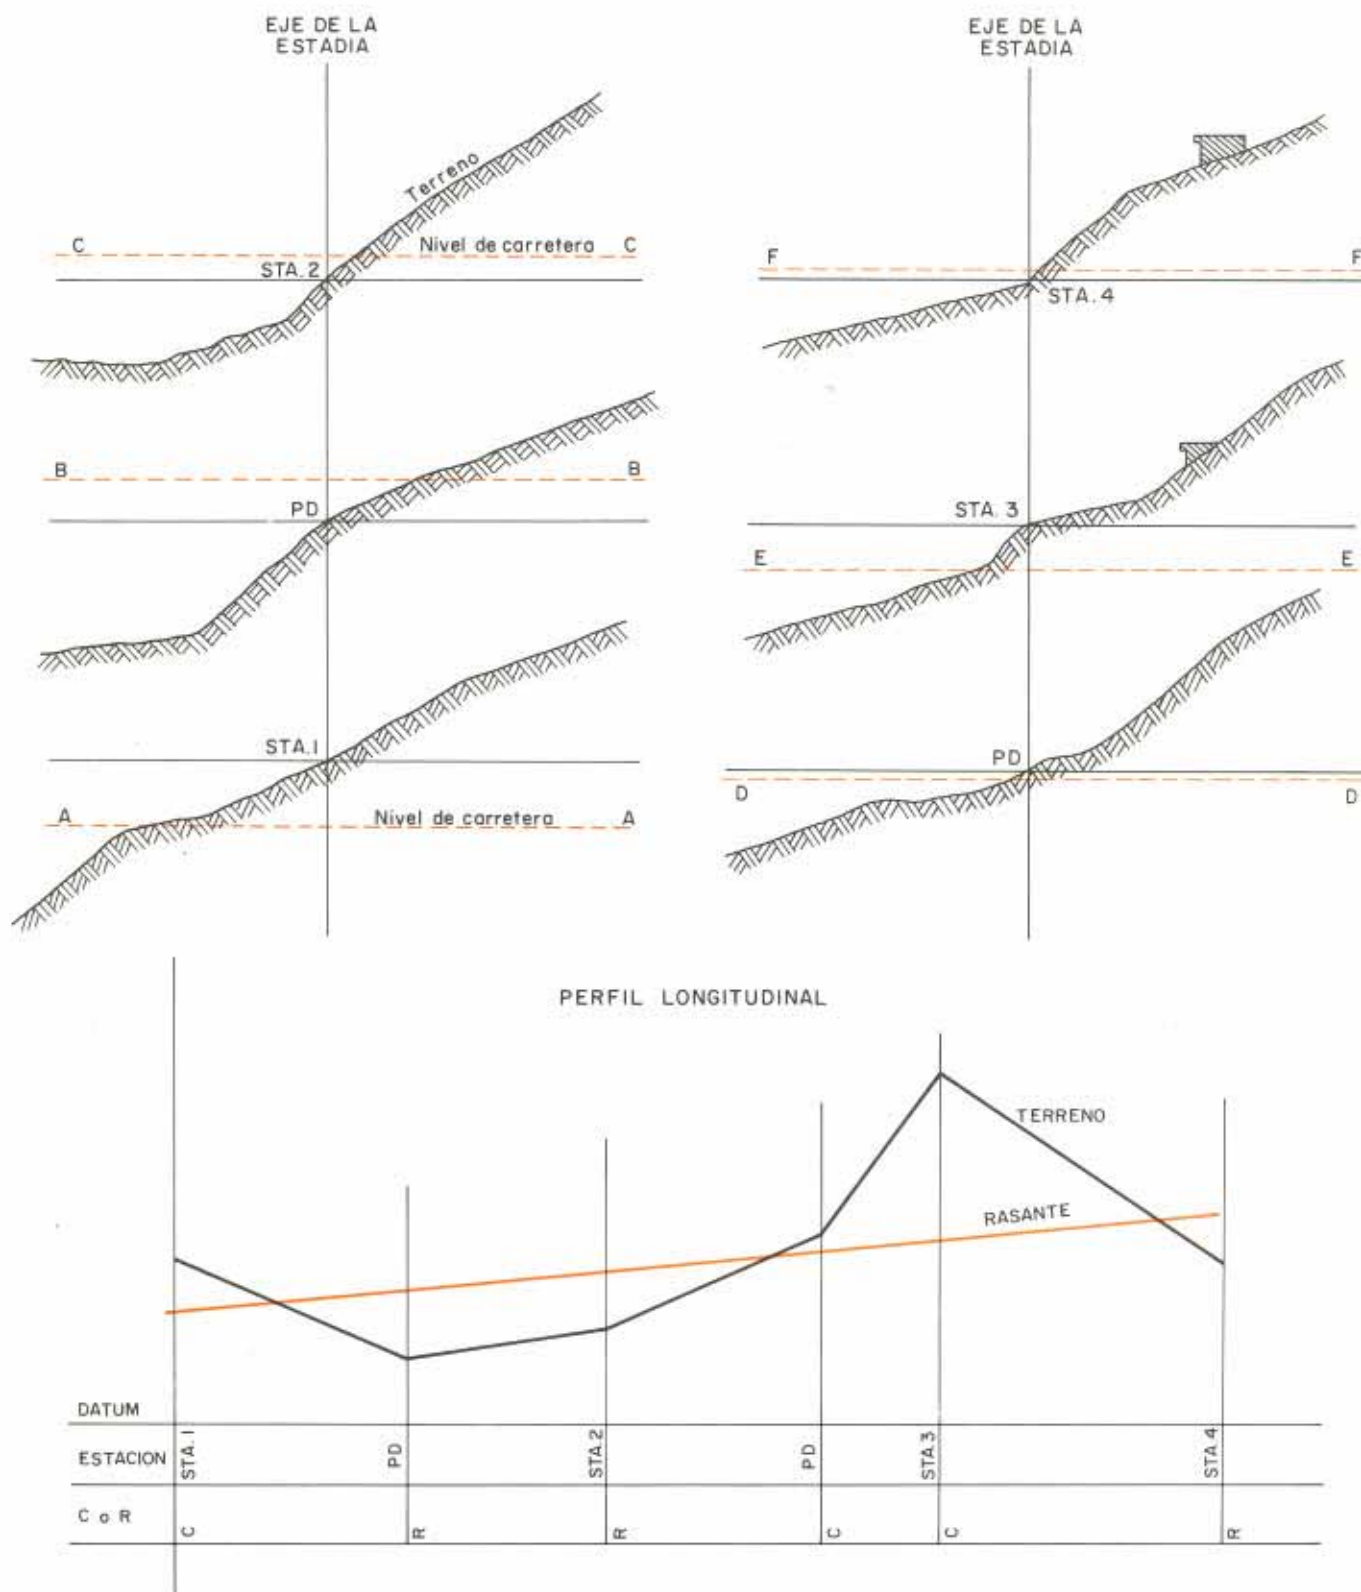 EJE DE LA
ESTADIA
Terreno
C
Nivel de carretera
C
STA. 2
B
B
PD
STA.1
A
Nivel de carretera
A
EJE DE LA
ESTADIA
F
F
STA. 4
STA. 3
E
E
PD
D
D
PERFIL LONGITUDINAL
TERRENO
RASANTE
DATUM
ESTACION
STA. 1
PD
STA.2
PD
STA.3
STA.4
C o R
C
R
R
C
C
R